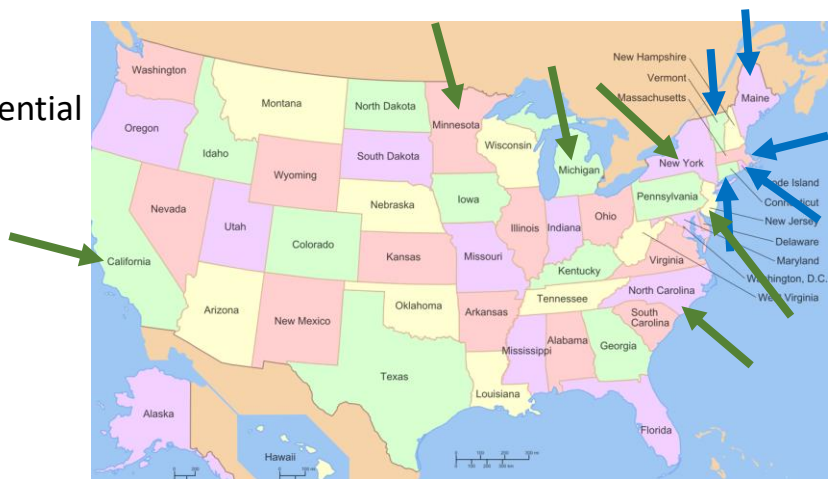 ential
New Hampshire
Vermont
Massachusetts
Washington
Montana
North Dakota
Minnesota
Maine
Oregon
Idaho
Wyoming
South Dakota
Wisconsin
Michigan
New York
Rhode Island
Connecticut
New Jersey
Delaware
Maryland
Washington, D.C.
West Virginia
Nevada
Utah
Colorado
Nebraska
Iowa
Illinois
Indiana
Ohio
Pennsylvania
California
Kansas
Missouri
Kentucky
Virginia
Arizona
New Mexico
Oklahoma
Arkansas
Tennessee
North Carolina
South
Carolina
Texas
Louisiana
Mississippi
Alabama
Georgia
Florida
Alaska
Hawaii